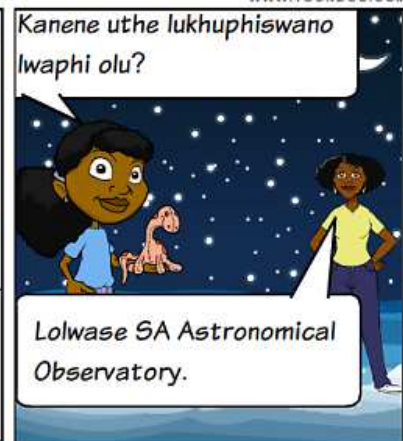 Kanene uthe lukhuphiswano
lwaphi olu?
Lolwase SA Astronomical
Observatory.